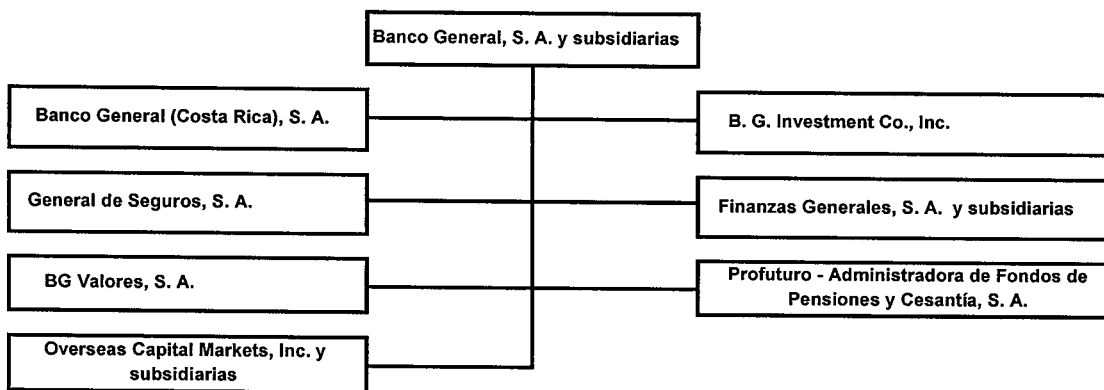 Banco General, S. A. y subsidiarias
Banco General (Costa Rica), S. A.
B. G. Investment Co., Inc.
General de Seguros, S. A.
Finanzas Generales, S. A. y subsidiarias
BG Valores, S. A.
Profuturo - Administradora de Fondos de
Pensiones y Cesantía, S. A.
Overseas Capital Markets, Inc. y
subsidiarias